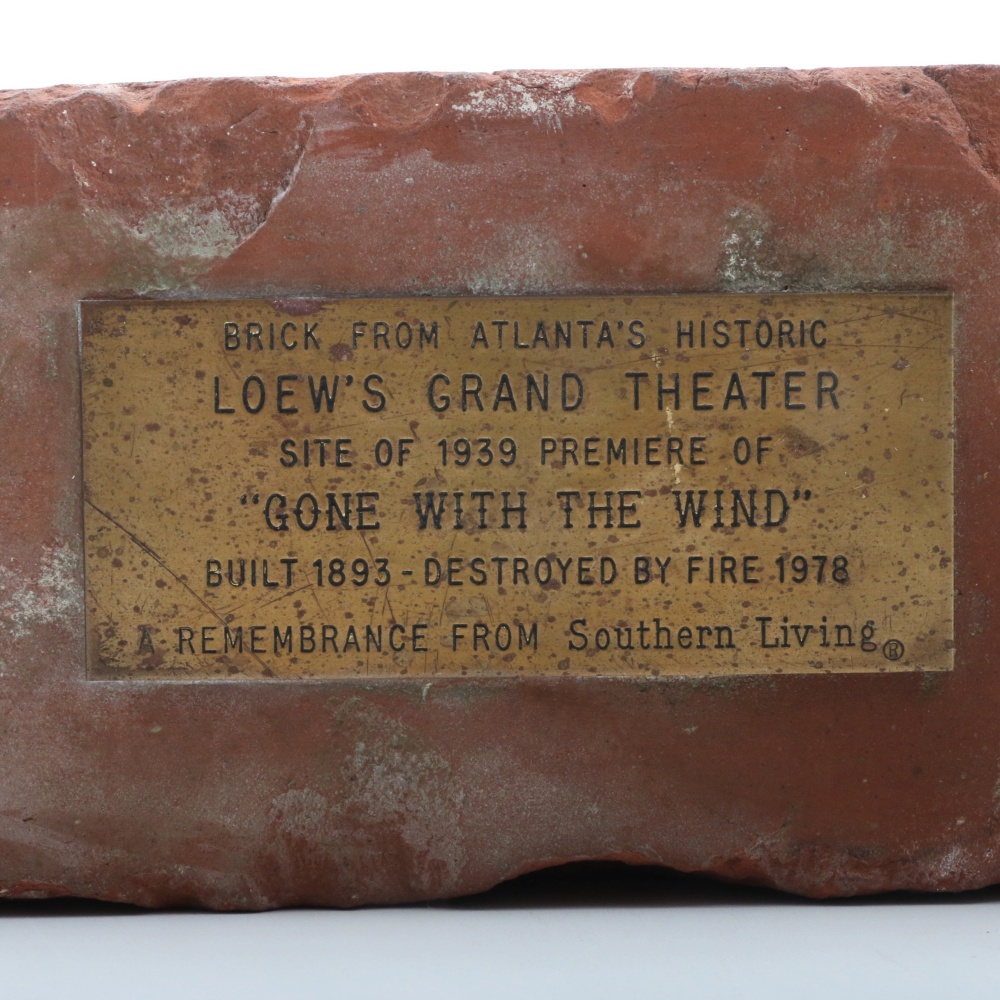 BRICK FROM ATLANTA'S HISTORIC
LOEW'S GRAND THEATER
SITE OF 1939 PREMIERE OF
"GONE WITH THE WIND"
BUILT 1893 - DESTROYED BY FIRE 1978
A REMEMBRANCE FROM Southern Living®